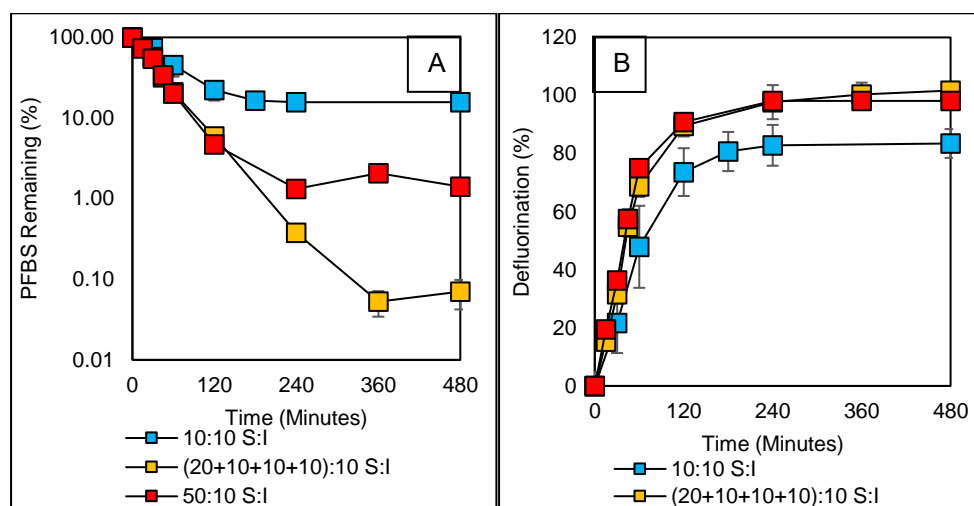 A
PFBS Remaining (%)
100.00
10.00
1.00
0.10
0.01
0 120 240 360 480
Time (Minutes)
10:10 S:I
(20+10+10+10):10 S:I
50:10 S:I
B
Defluorination (%)
120
100
80
60
40
20
0
0 120 240 360 480
Time (Minutes)
10:10 S:I
(20+10+10+10):10 S:I